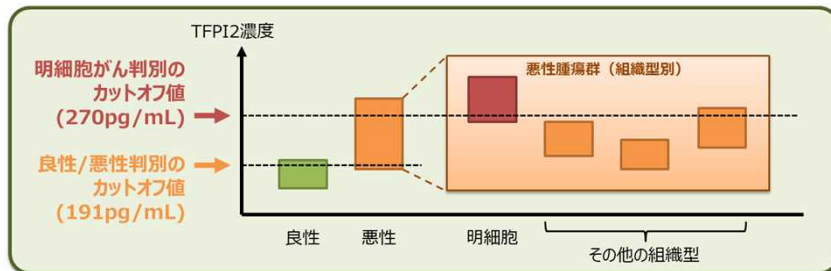 TFPI2濃度
明細胞がん判別の
カットオフ値
(270pg/mL)
良性/悪性判別の
カットオフ値
(191pg/mL)
悪性腫瘍群（組織型別）
良性
悪性
明細胞
その他の組織型